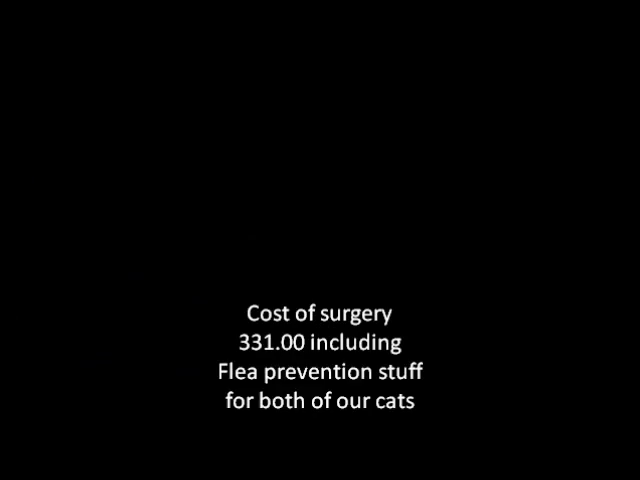 Cost of surgery
331.00 including
Flea prevention stuff
for both of our cats